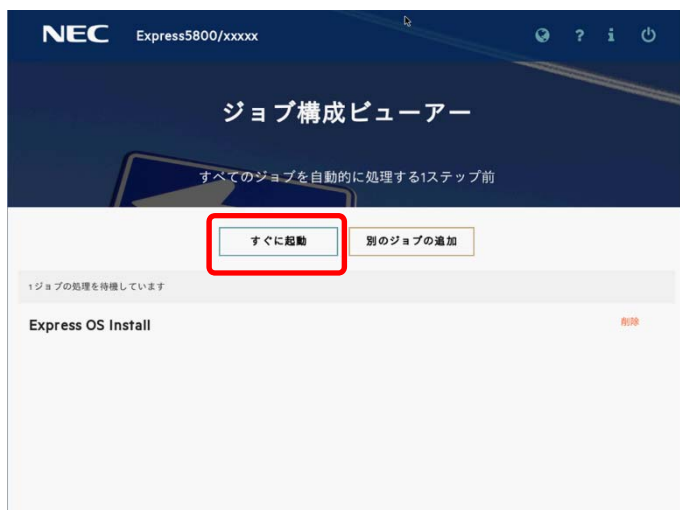 NEC Express5800/xxxxx ? i
ジョブ構成ビューアー
すべてのジョブを自動的に処理する1ステップ前
すぐに起動 別のジョブの追加
1ジョブの処理を待機しています
Express OS Install 削除